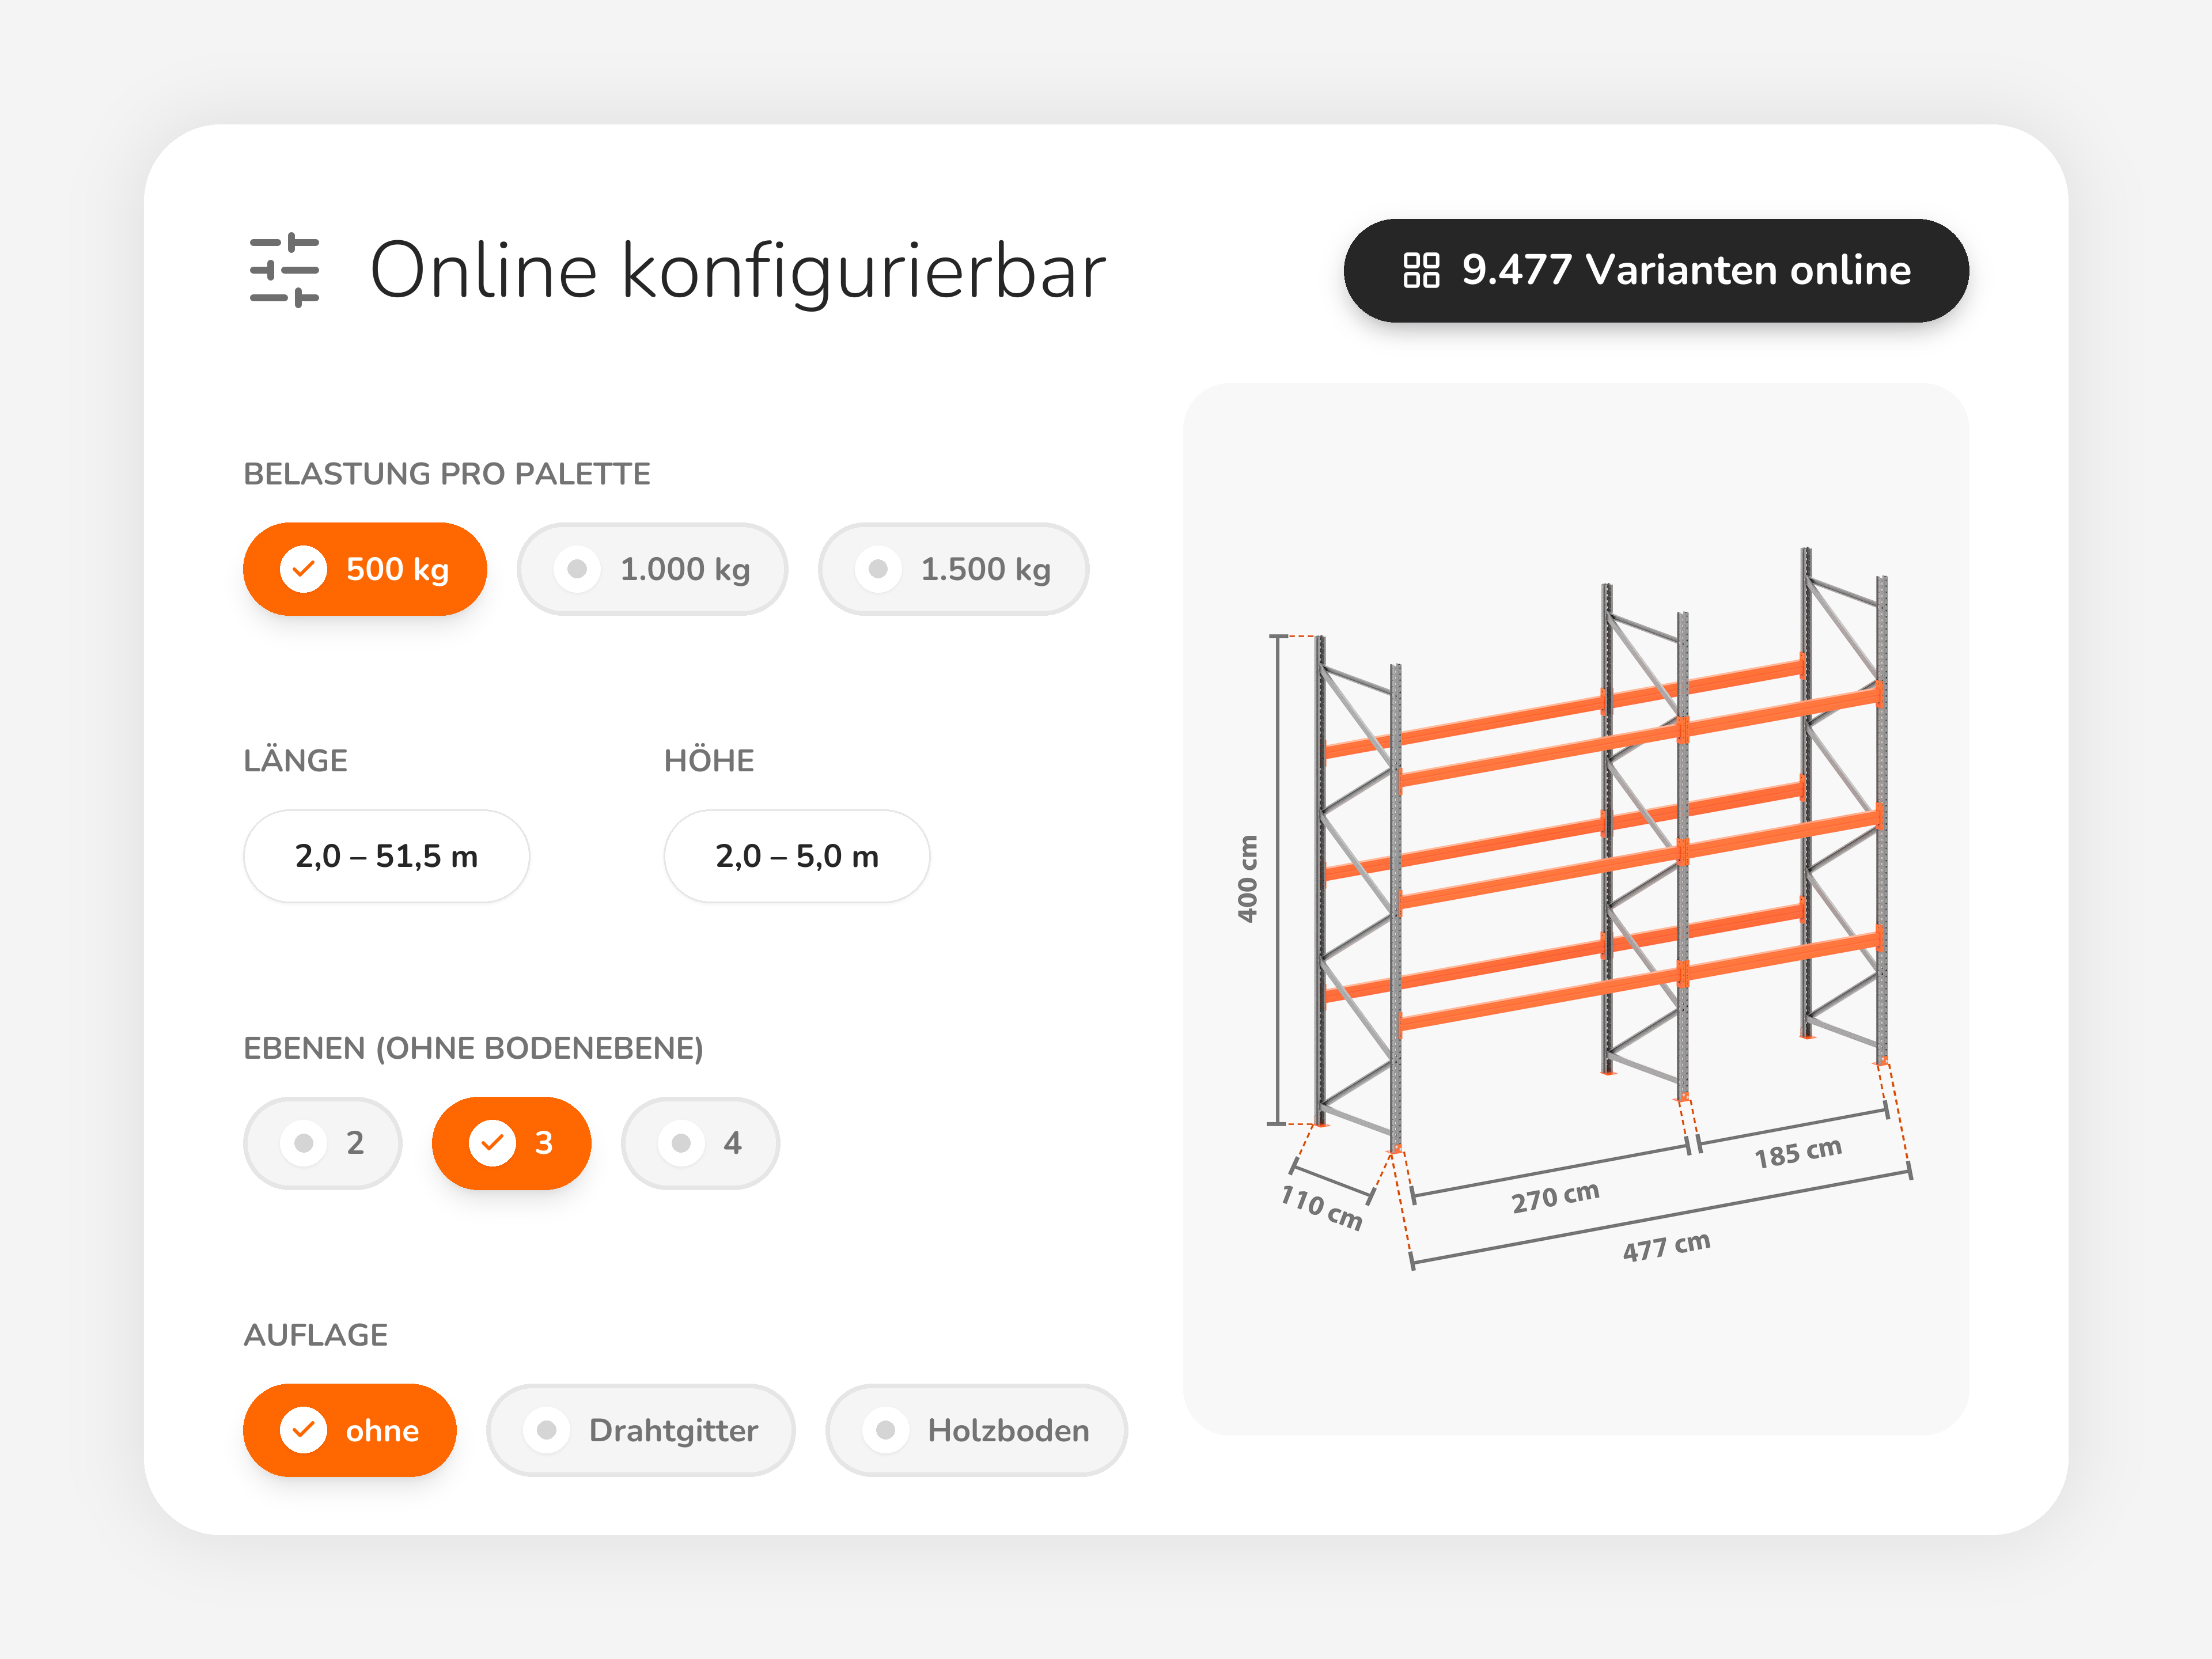 Online konfigurierbar
9.477 Varianten online
BELASTUNG PRO PALETTE
500 kg
1.000 kg
1.500 kg
LÄNGE
HÖHE
2,0 – 51,5 m
2,0 – 5,0 m
EBENEN (OHNE BODENEBENE)
2
3
4
AUFLAGE
ohne
Drahtgitter
Holzboden
400 cm
110 cm
270 cm
185 cm
477 cm